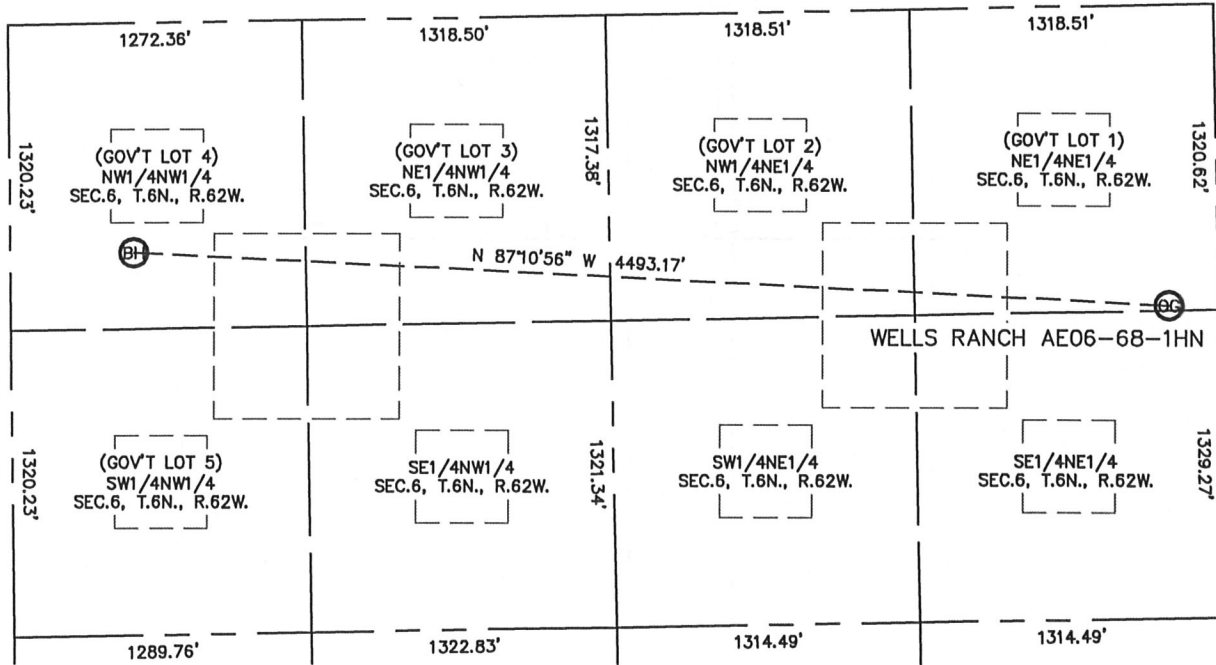 1272.36'
1318.50'
1318.51'
1318.51'
1320.23'
(GOV'T LOT 4)
NW1/4NW1/4
SEC.6, T.6N., R.62W.
(GOV'T LOT 3)
NE1/4NW1/4
SEC.6, T.6N., R.62W.
1317.38'
(GOV'T LOT 2)
NW1/4NE1/4
SEC.6, T.6N., R.62W.
(GOV'T LOT 1)
NE1/4NE1/4
SEC.6, T.6N., R.62W.
1320.62'
BH
N 87°10'56" W 4493.17'
OG
WELLS RANCH AE06-68-1HN
1320.23'
(GOV'T LOT 5)
SW1/4NW1/4
SEC.6, T.6N., R.62W.
SE1/4NW1/4
SEC.6, T.6N., R.62W.
1321.34'
SW1/4NE1/4
SEC.6, T.6N., R.62W.
SE1/4NE1/4
SEC.6, T.6N., R.62W.
1329.27'
1289.76'
1322.83'
1314.49'
1314.49'